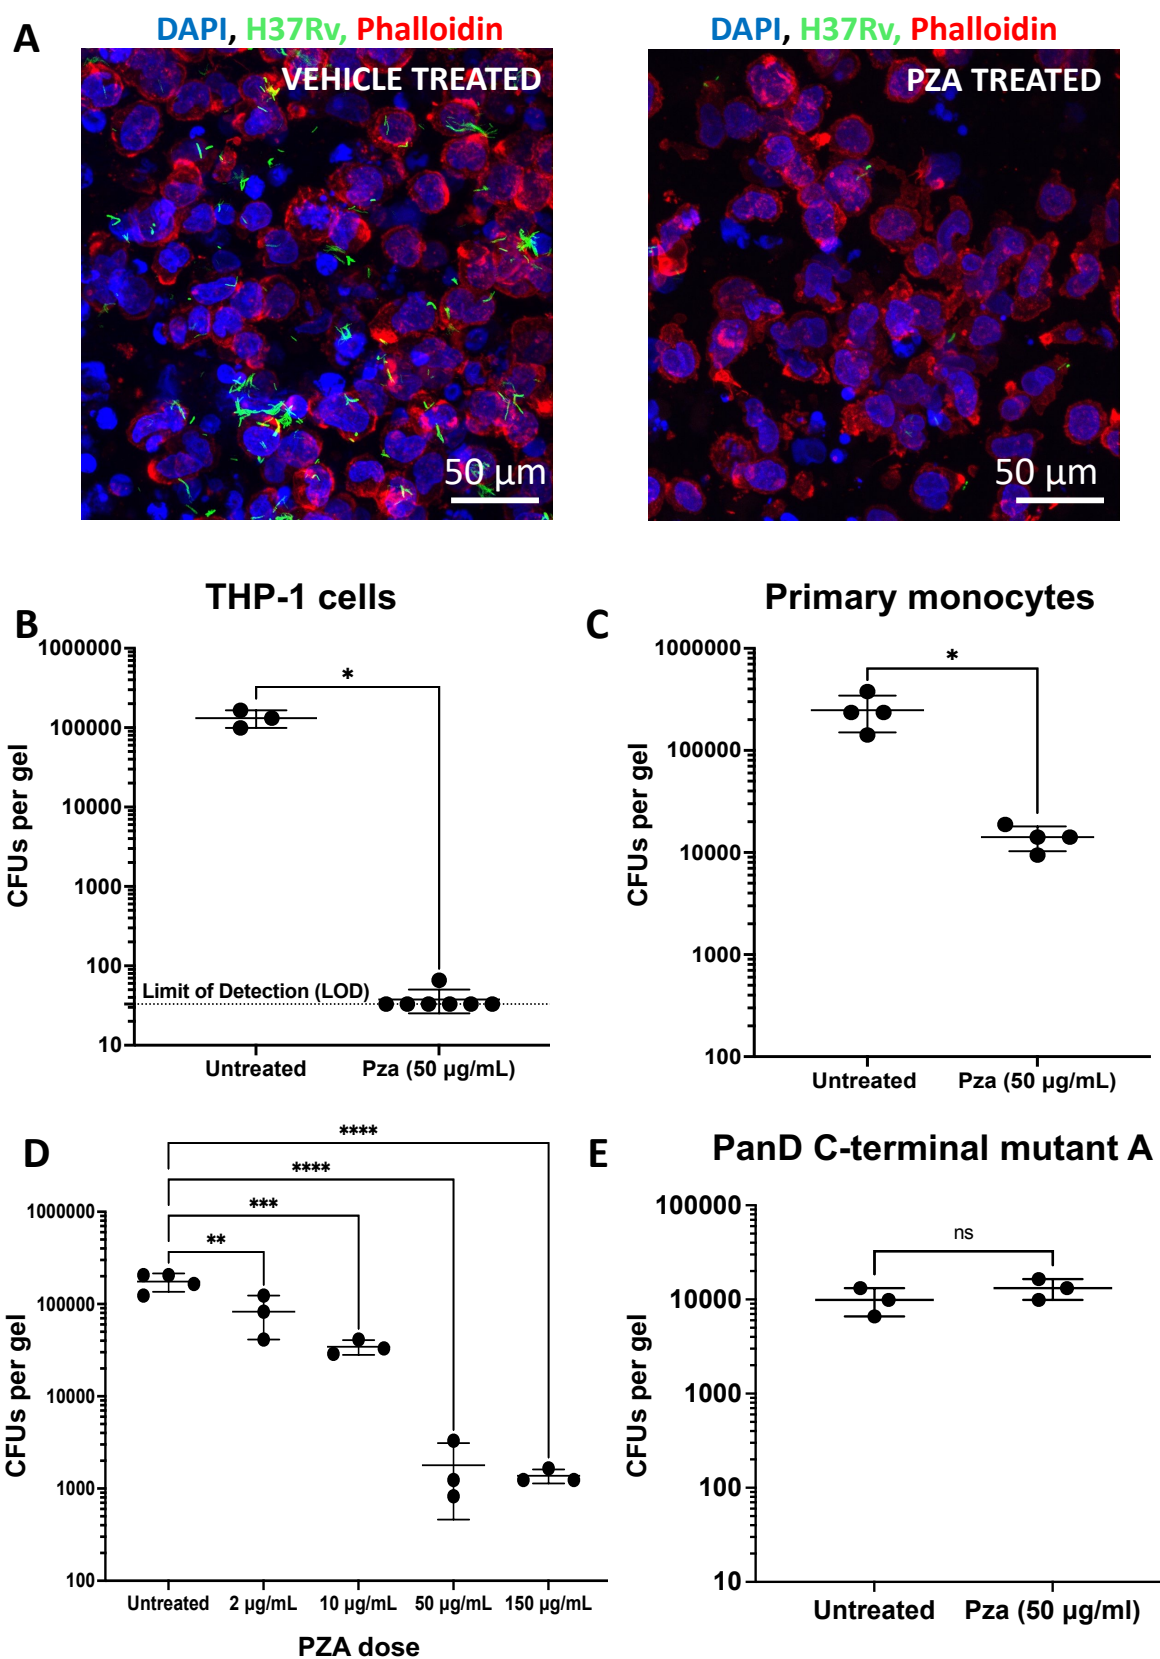 A
DAPI, H37Rv, Phalloidin
VEHICLE TREATED
50 µm
DAPI, H37Rv, Phalloidin
PZA TREATED
50 µm
B
THP-1 cells
CFUs per gel
1000000
100000
10000
1000
100
10
*
Limit of Detection (LOD)
Untreated
Pza (50 µg/mL)
C
Primary monocytes
CFUs per gel
1000000
100000
10000
1000
100
*
Untreated
Pza (50 µg/mL)
D
CFUs per gel
1000000
100000
10000
1000
100
****
****
***
**
Untreated
2 µg/mL
10 µg/mL
50 µg/mL
150 µg/mL
PZA dose
E
PanD C-terminal mutant A
CFUs per gel
100000
10000
1000
100
10
ns
Untreated
Pza (50 µg/ml)